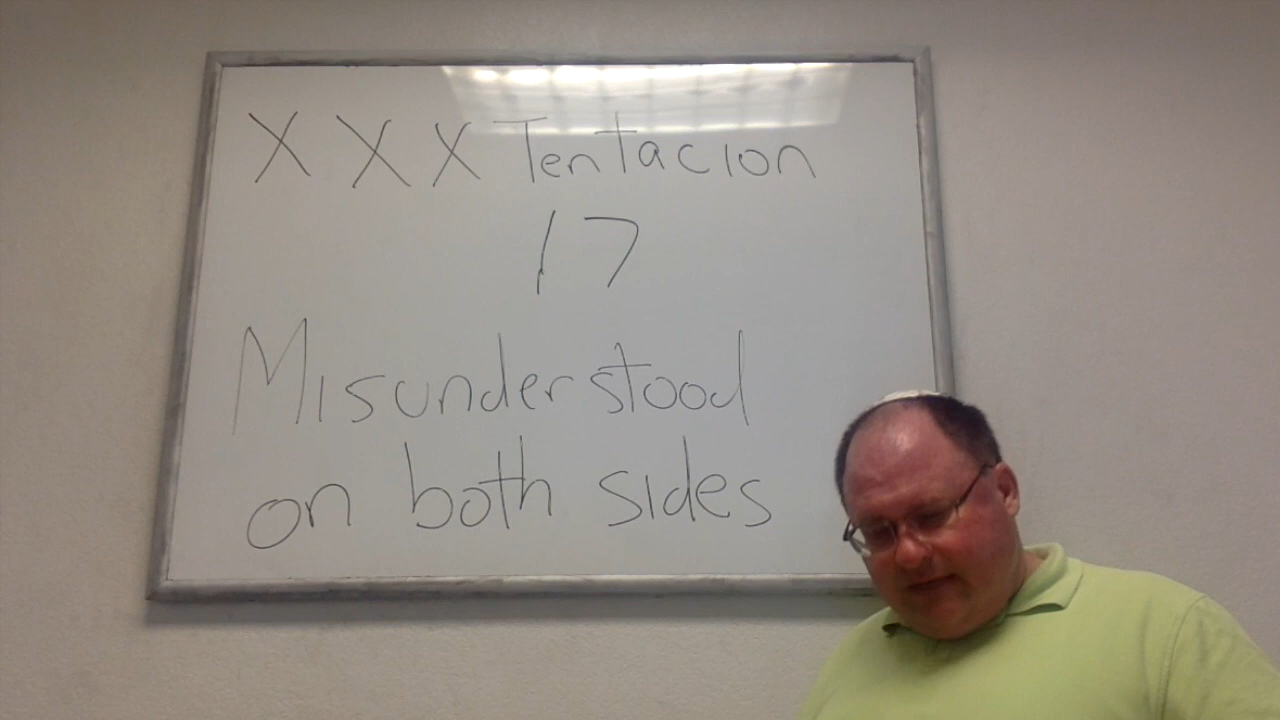 XXX Tentacion
17
Misunderstood
on both sides